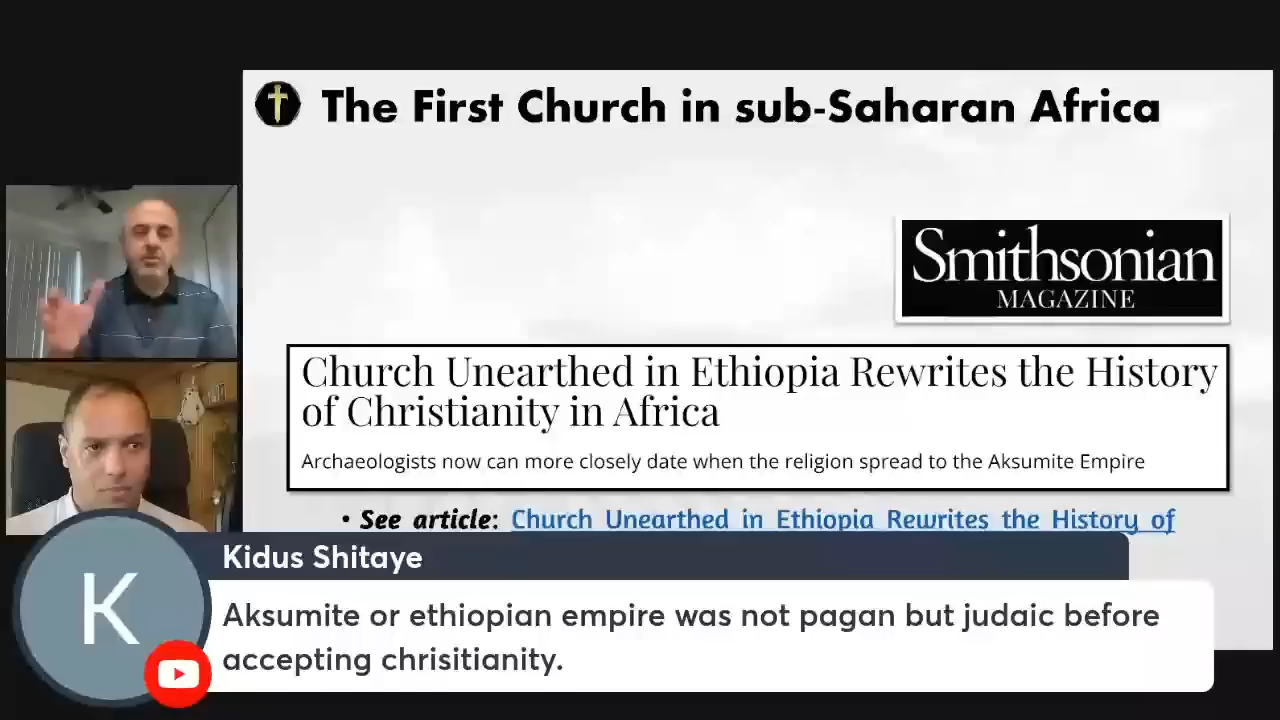 The First Church in sub-Saharan Africa
Smithsonian
MAGAZINE
Church Unearthed in Ethiopia Rewrites the History
of Christianity in Africa
Archaeologists now can more closely date when the religion spread to the Aksumite Empire
• See article: Church Unearthed in Ethiopia Rewrites the History of
K
Kidus Shitaye
Aksumite or ethiopian empire was not pagan but judaic before
accepting chrisitianity.